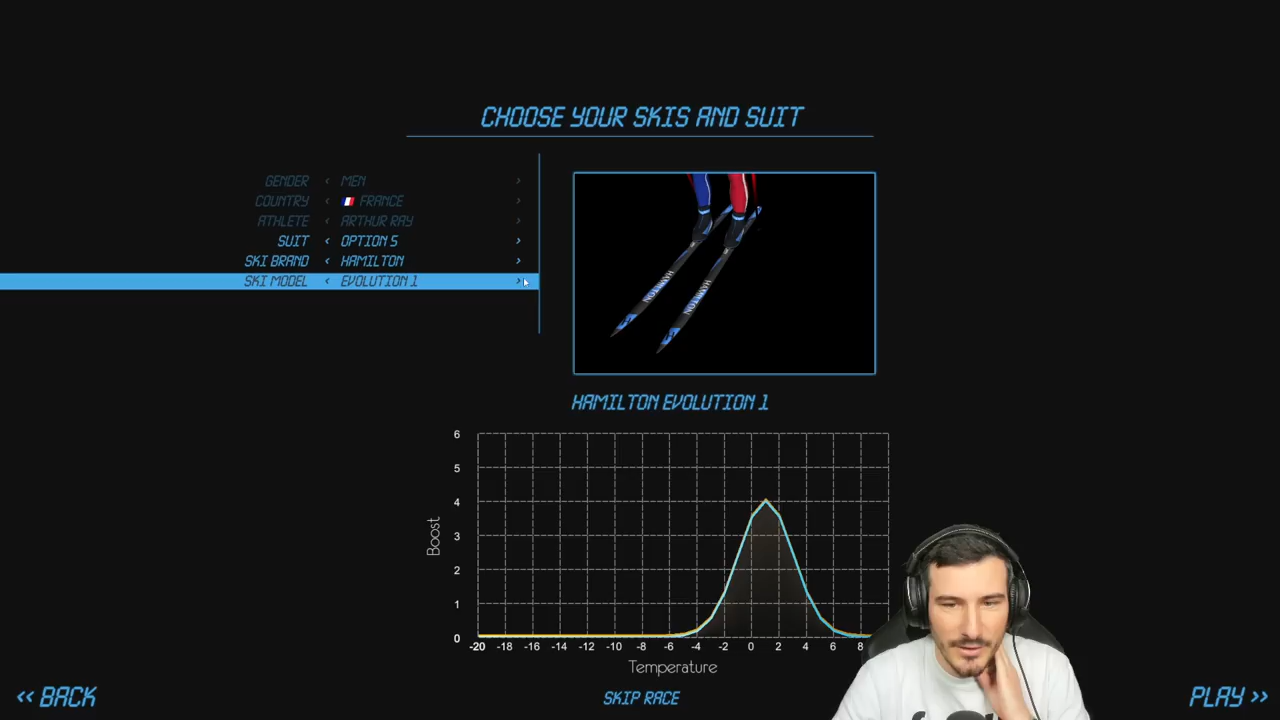 CHOOSE YOUR SKIS AND SUIT
GENDER < MEN >
COUNTRY < FRANCE >
ATHLETE < ARTHUR RAY >
SUIT < OPTION 5 >
SKI BRAND < HAMILTON >
SKI MODEL < EVOLUTION 1 >
HAMILTON
HAMILTON
HAMILTON EVOLUTION 1
6
5
4
3
2
1
0
Boost
-20 -18 -16 -14 -12 -10 -8 -6 -4 -2 0 2 4 6 8
Temperature
<< BACK
SKIP RACE
PLAY >>